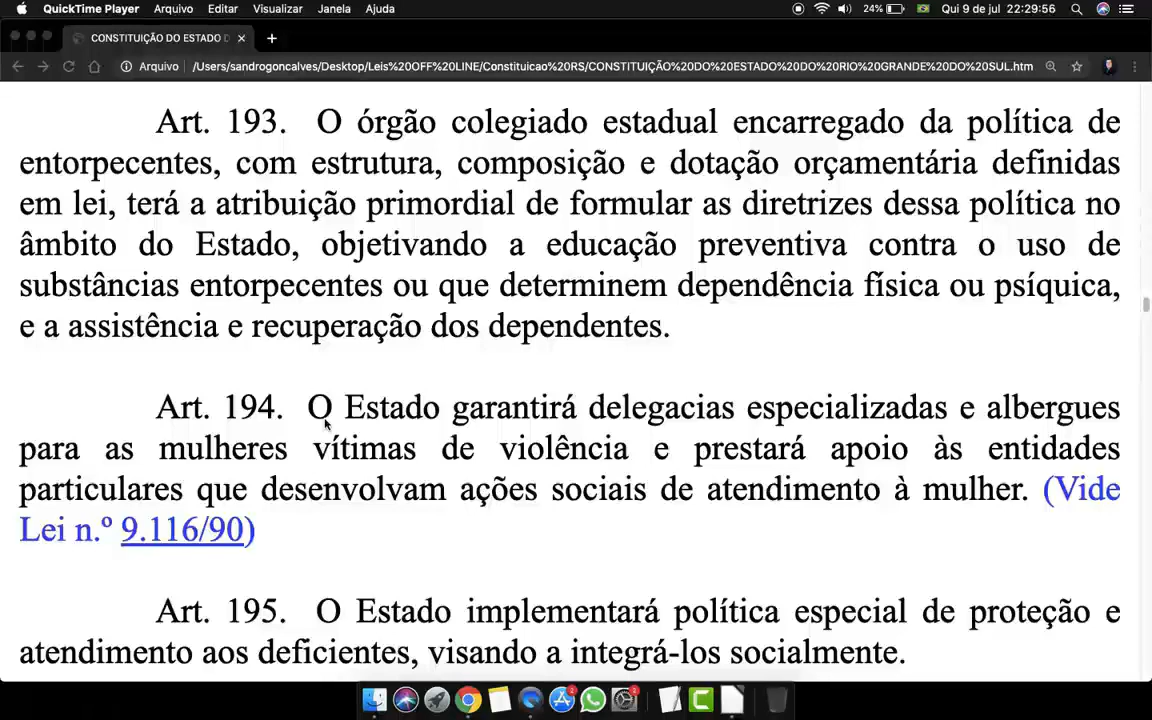 QuickTime Player Arquivo Editar Visualizar Janela Ajuda 24% Qui 9 de jul 22:29:56
CONSTITUIÇÃO DO ESTADO D
Arquivo /Users/sandrogoncalves/Desktop/Leis%20OFF%20LINE/Constituicao%20RS/CONSTITUIÇÃO%20DO%20ESTADO%20DO%20RIO%20GRANDE%20DO%20SUL.htm
Art. 193. O órgão colegiado estadual encarregado da política de
entorpecentes, com estrutura, composição e dotação orçamentária definidas
em lei, terá a atribuição primordial de formular as diretrizes dessa política no
âmbito do Estado, objetivando a educação preventiva contra o uso de
substâncias entorpecentes ou que determinem dependência física ou psíquica,
e a assistência e recuperação dos dependentes.
Art. 194. O Estado garantirá delegacias especializadas e albergues
para as mulheres vítimas de violência e prestará apoio às entidades
particulares que desenvolvam ações sociais de atendimento à mulher. (Vide
Lei n.º 9.116/90)
Art. 195. O Estado implementará política especial de proteção e
atendimento aos deficientes, visando a integrá-los socialmente.